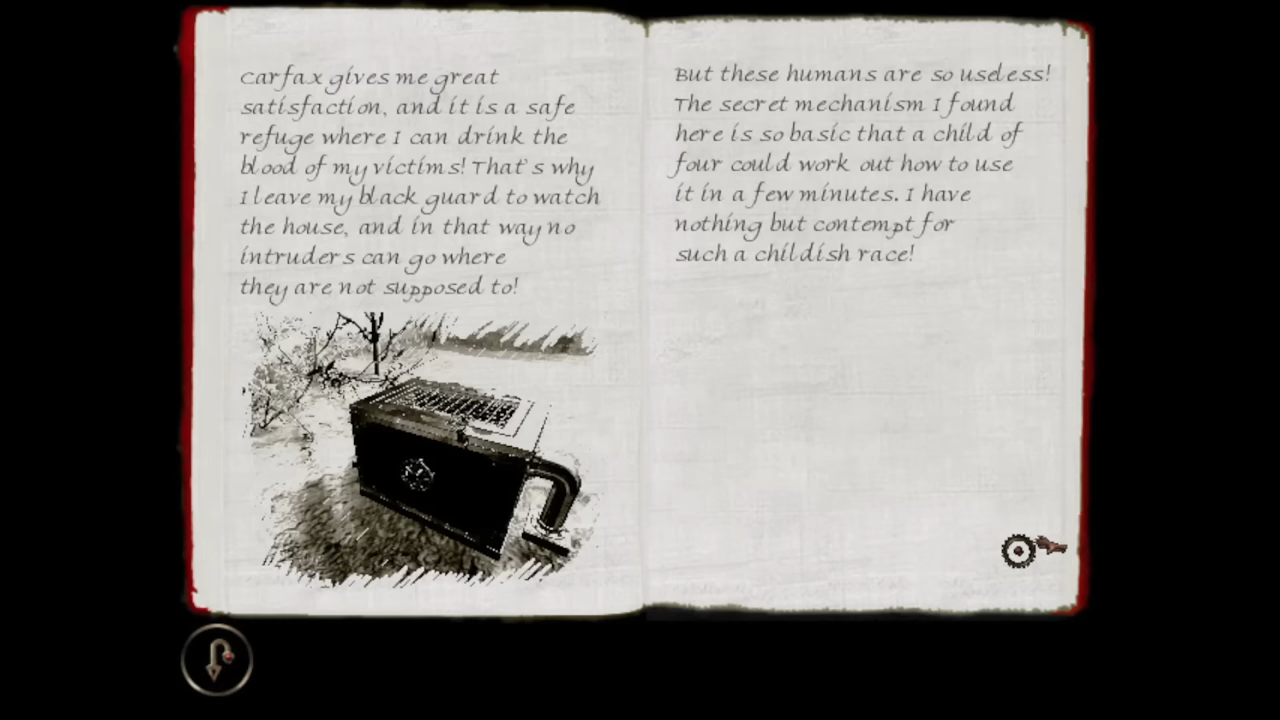 Carfax gives me great
satisfaction, and it is a safe
refuge where I can drink the
blood of my victims! That's why
I leave my black guard to watch
the house, and in that way no
intruders can go where
they are not supposed to!
But these humans are so useless!
The secret mechanism I found
here is so basic that a child of
four could work out how to use
it in a few minutes. I have
nothing but contempt for
such a childish race!